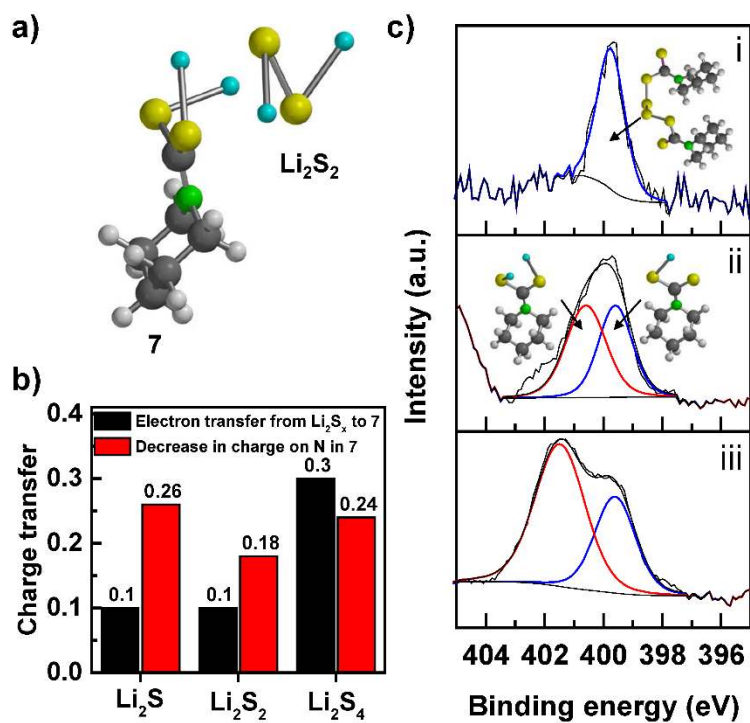 a)
Li2S2
7
b)
Charge transfer
0.4
0.3
0.2
0.1
0.0
Electron transfer from Li2Sx to 7
Decrease in charge on N in 7
0.1
0.26
0.1
0.18
0.3
0.24
Li2S
Li2S2
Li2S4
c)
Intensity (a.u.)
i
ii
iii
404 402 400 398 396
Binding energy (eV)